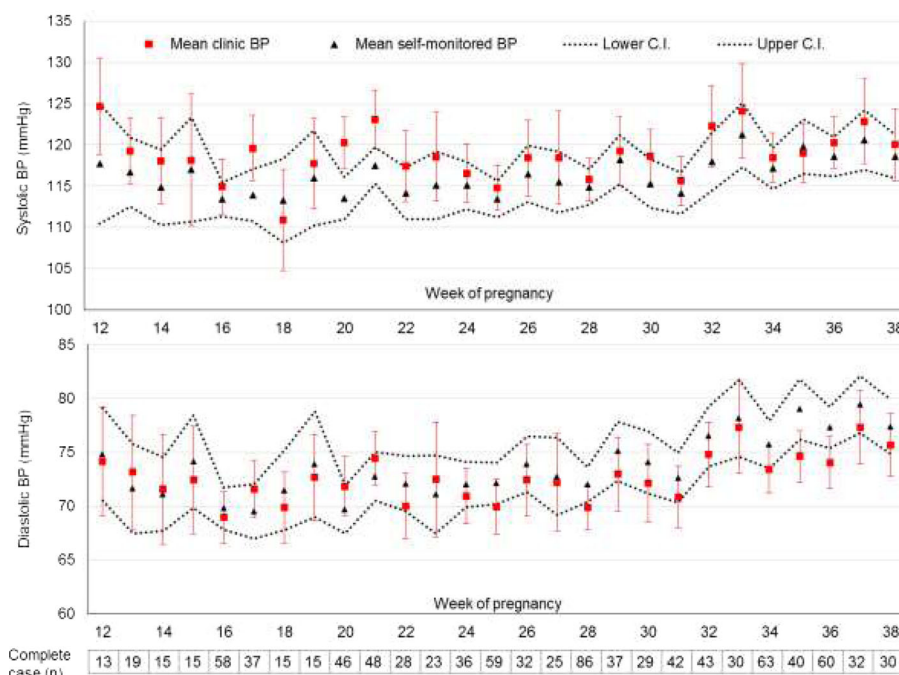 135
130
125
120
115
110
105
100
Systolic BP (mmHg)
Mean clinic BP Mean self-monitored BP Lower C.I. Upper C.I.
Week of pregnancy
12 14 16 18 20 22 24 26 28 30 32 34 36 38
85
80
75
70
65
60
Diastolic BP (mmHg)
Week of pregnancy
12 14 16 18 20 22 24 26 28 30 32 34 36 38
Complete
case (n) 13 19 15 15 58 37 15 15 46 48 28 23 36 59 32 25 86 37 29 42 43 30 63 40 60 32 30